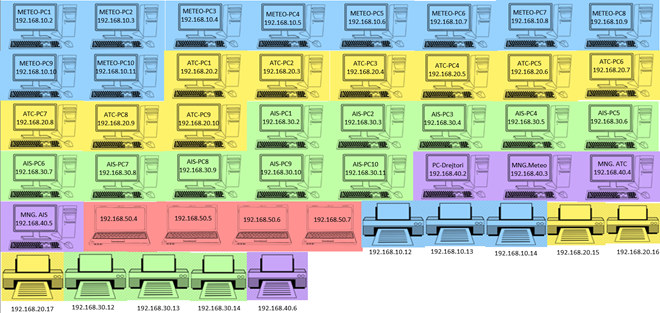 METEO-PC1
192.168.10.2
METEO-PC2
192.168.10.3
METEO-PC3
192.168.10.4
METEO-PC4
192.168.10.5
METEO-PC5
192.168.10.6
METEO-PC6
192.168.10.7
METEO-PC7
192.168.10.8
METEO-PC8
192.168.10.9
METEO-PC9
192.168.10.10
METEO-PC10
192.168.10.11
ATC-PC1
192.168.20.2
ATC-PC2
192.168.20.3
ATC-PC3
192.168.20.4
ATC-PC4
192.168.20.5
ATC-PC5
192.168.20.6
ATC-PC6
192.168.20.7
ATC-PC7
192.168.20.8
ATC-PC8
192.168.20.9
ATC-PC9
192.168.20.10
AIS-PC1
192.168.30.2
AIS-PC2
192.168.30.3
AIS-PC3
192.168.30.4
AIS-PC4
192.168.30.5
AIS-PC5
192.168.30.6
AIS-PC6
192.168.30.7
AIS-PC7
192.168.30.8
AIS-PC8
192.168.30.9
AIS-PC9
192.168.30.10
AIS-PC10
192.168.30.11
PC-Drejtori
192.168.40.2
MNG.Meteo
192.168.40.3
MNG. ATC
192.168.40.4
MNG. AIS
192.168.40.5
192.168.50.4
192.168.50.5
192.168.50.6
192.168.50.7
192.168.10.12
192.168.10.13
192.168.10.14
192.168.20.15
192.168.20.16
192.168.20.17
192.168.30.12
192.168.30.13
192.168.30.14
192.168.40.6